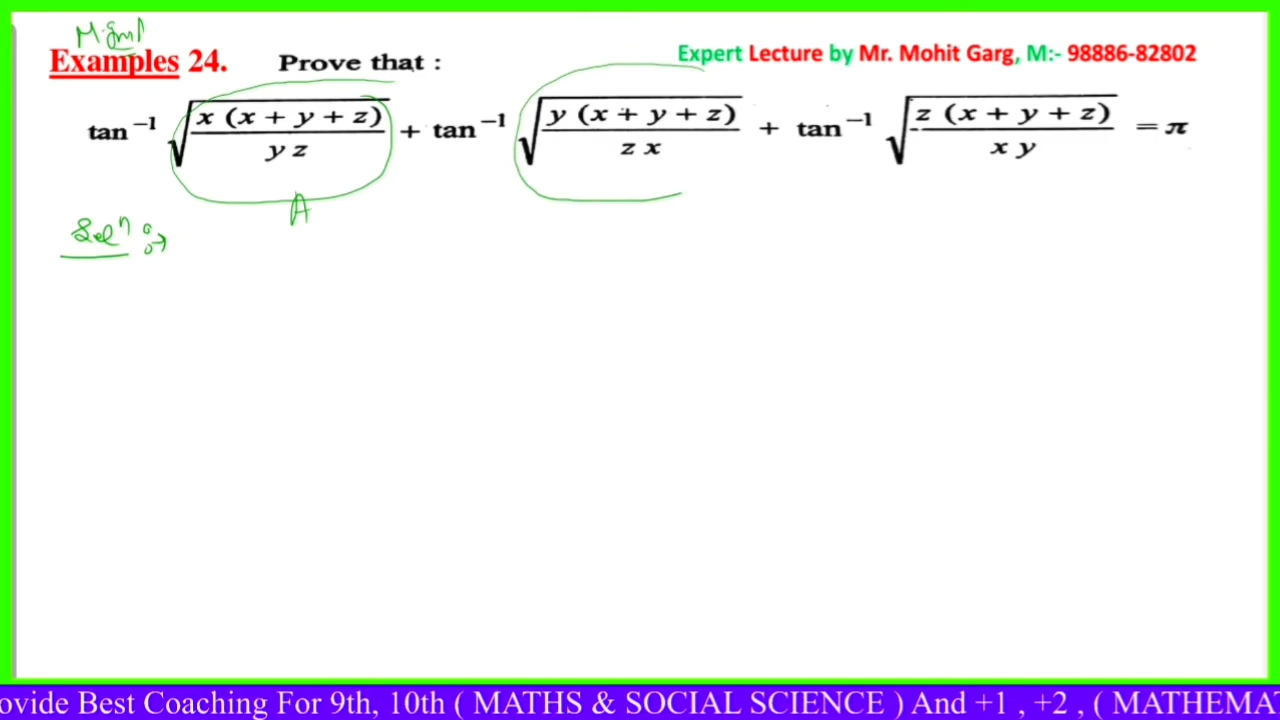 M.Imp
Examples 24. Prove that :
Expert Lecture by Mr. Mohit Garg, M:- 98886-82802
tan⁻¹ √(x (x + y + z) / y z) + tan⁻¹ √(y (x + y + z) / z x) + tan⁻¹ √(z (x + y + z) / x y) = π
A
Solⁿ :→
ovide Best Coaching For 9th, 10th ( MATHS & SOCIAL SCIENCE ) And +1 , +2 , ( MATHEMA